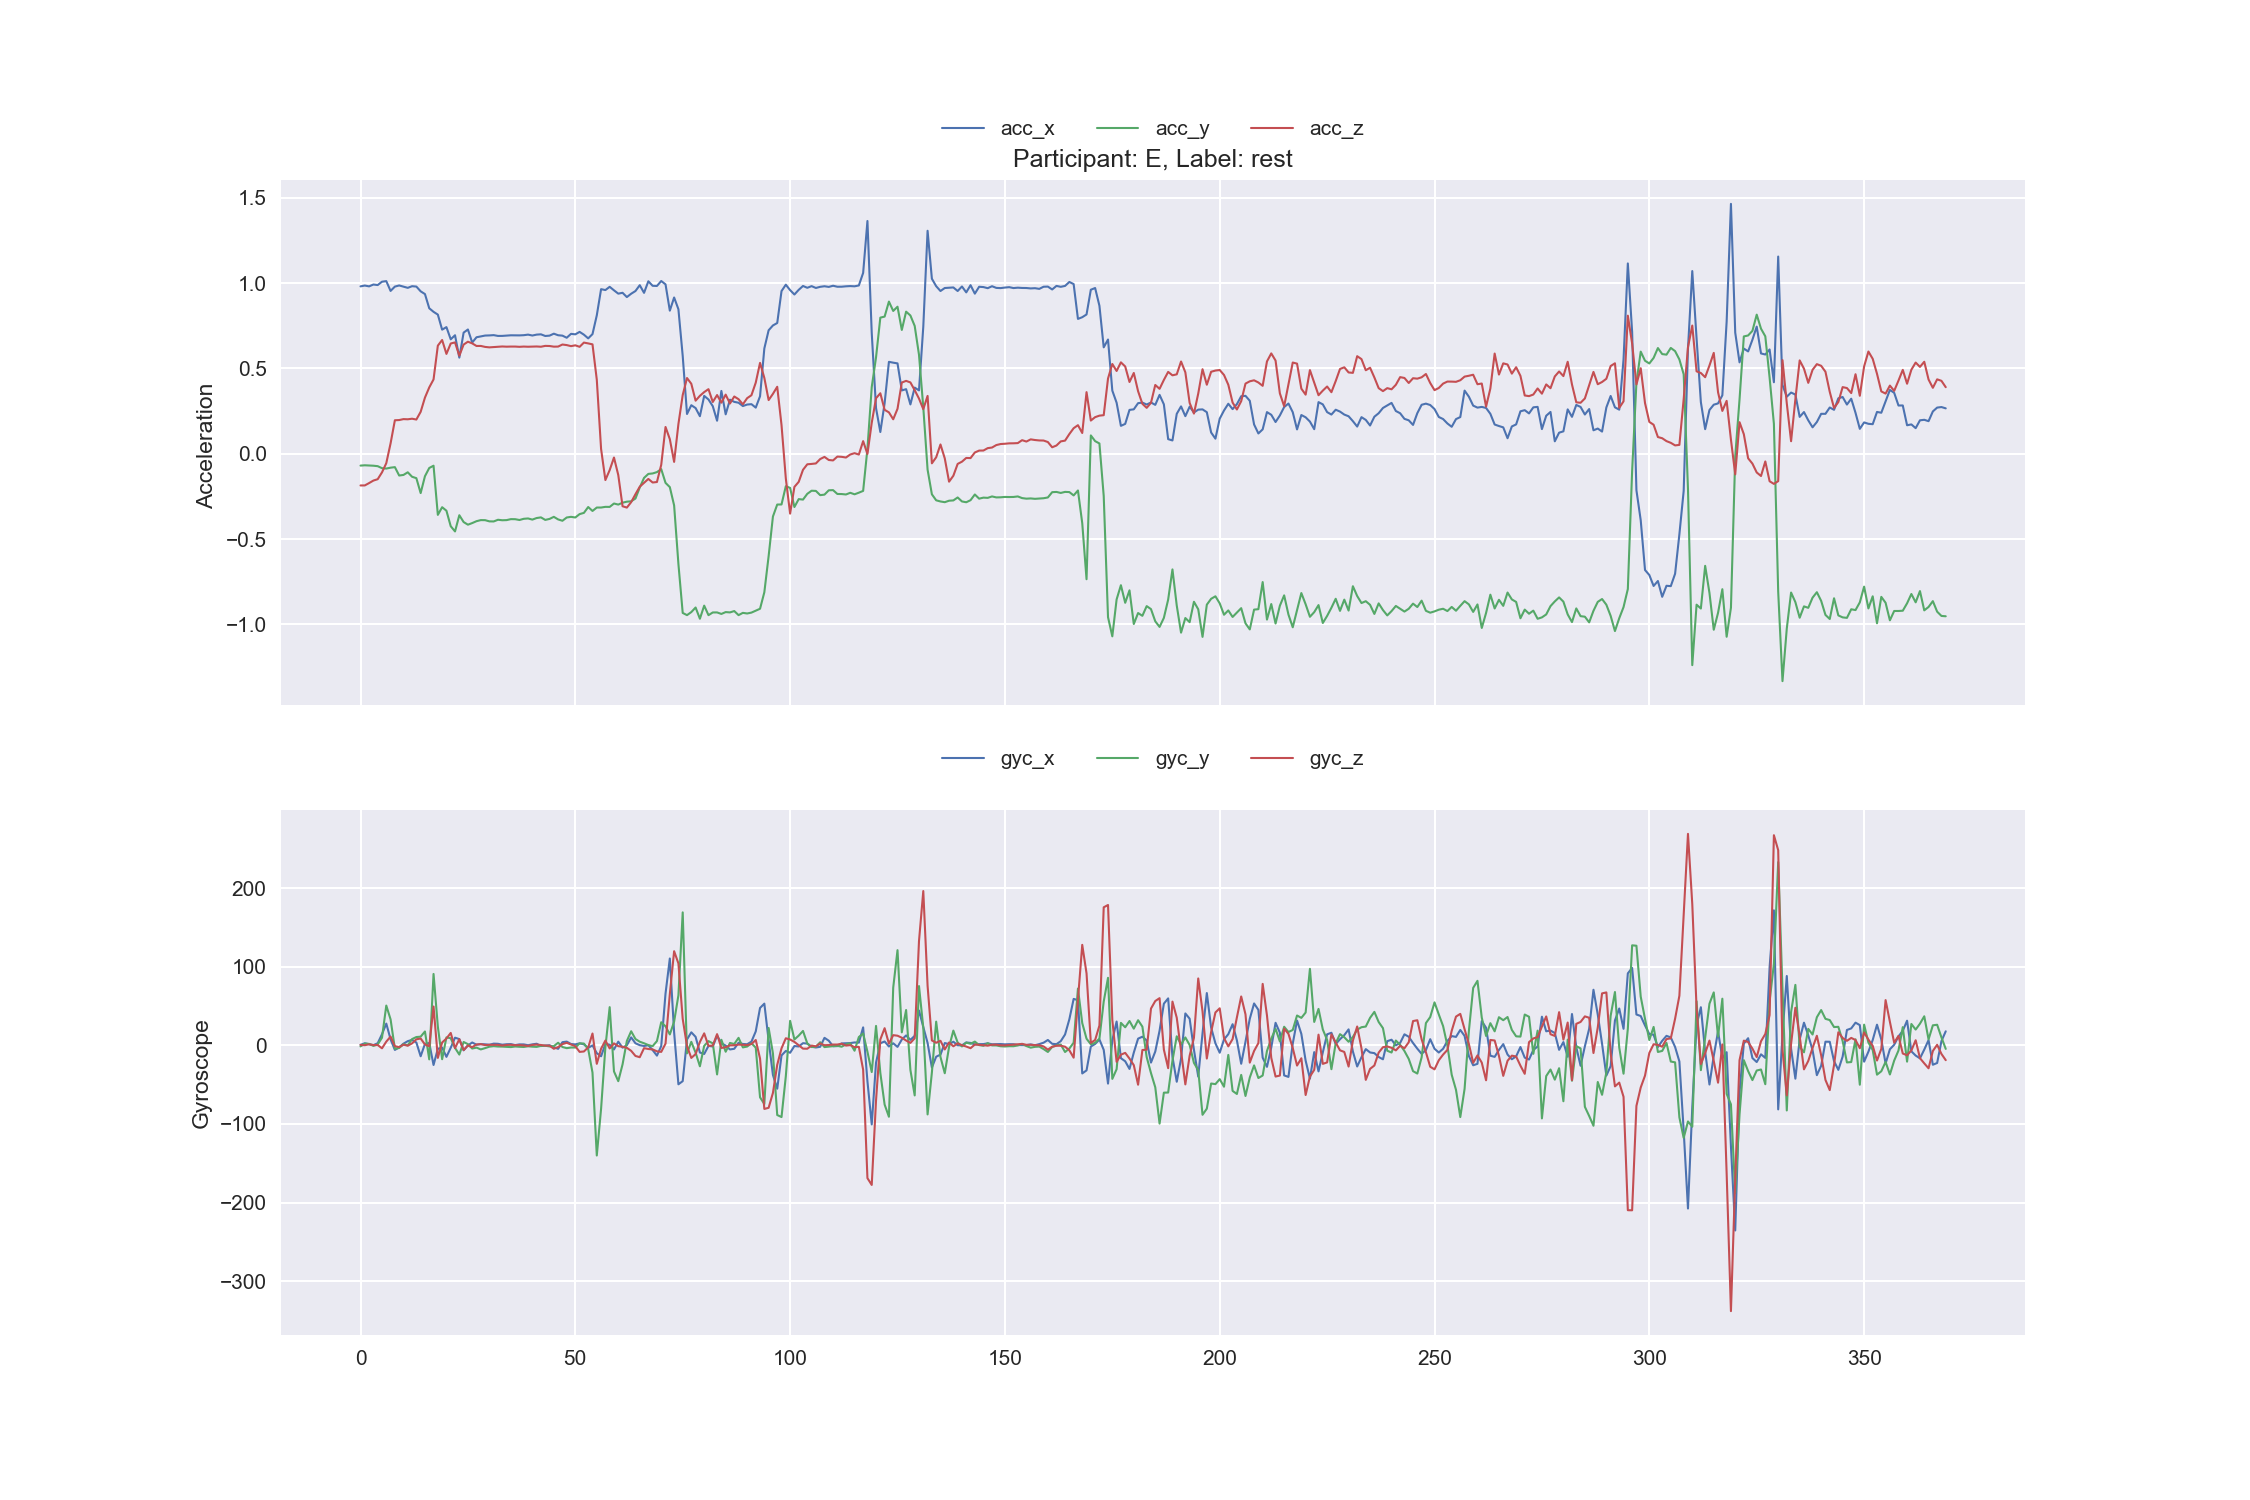 acc_x acc_y acc_z
Participant: E, Label: rest
1.5
1.0
0.5
0.0
−0.5
−1.0
Acceleration
gyc_x gyc_y gyc_z
200
100
0
−100
−200
−300
Gyroscope
0 50 100 150 200 250 300 350